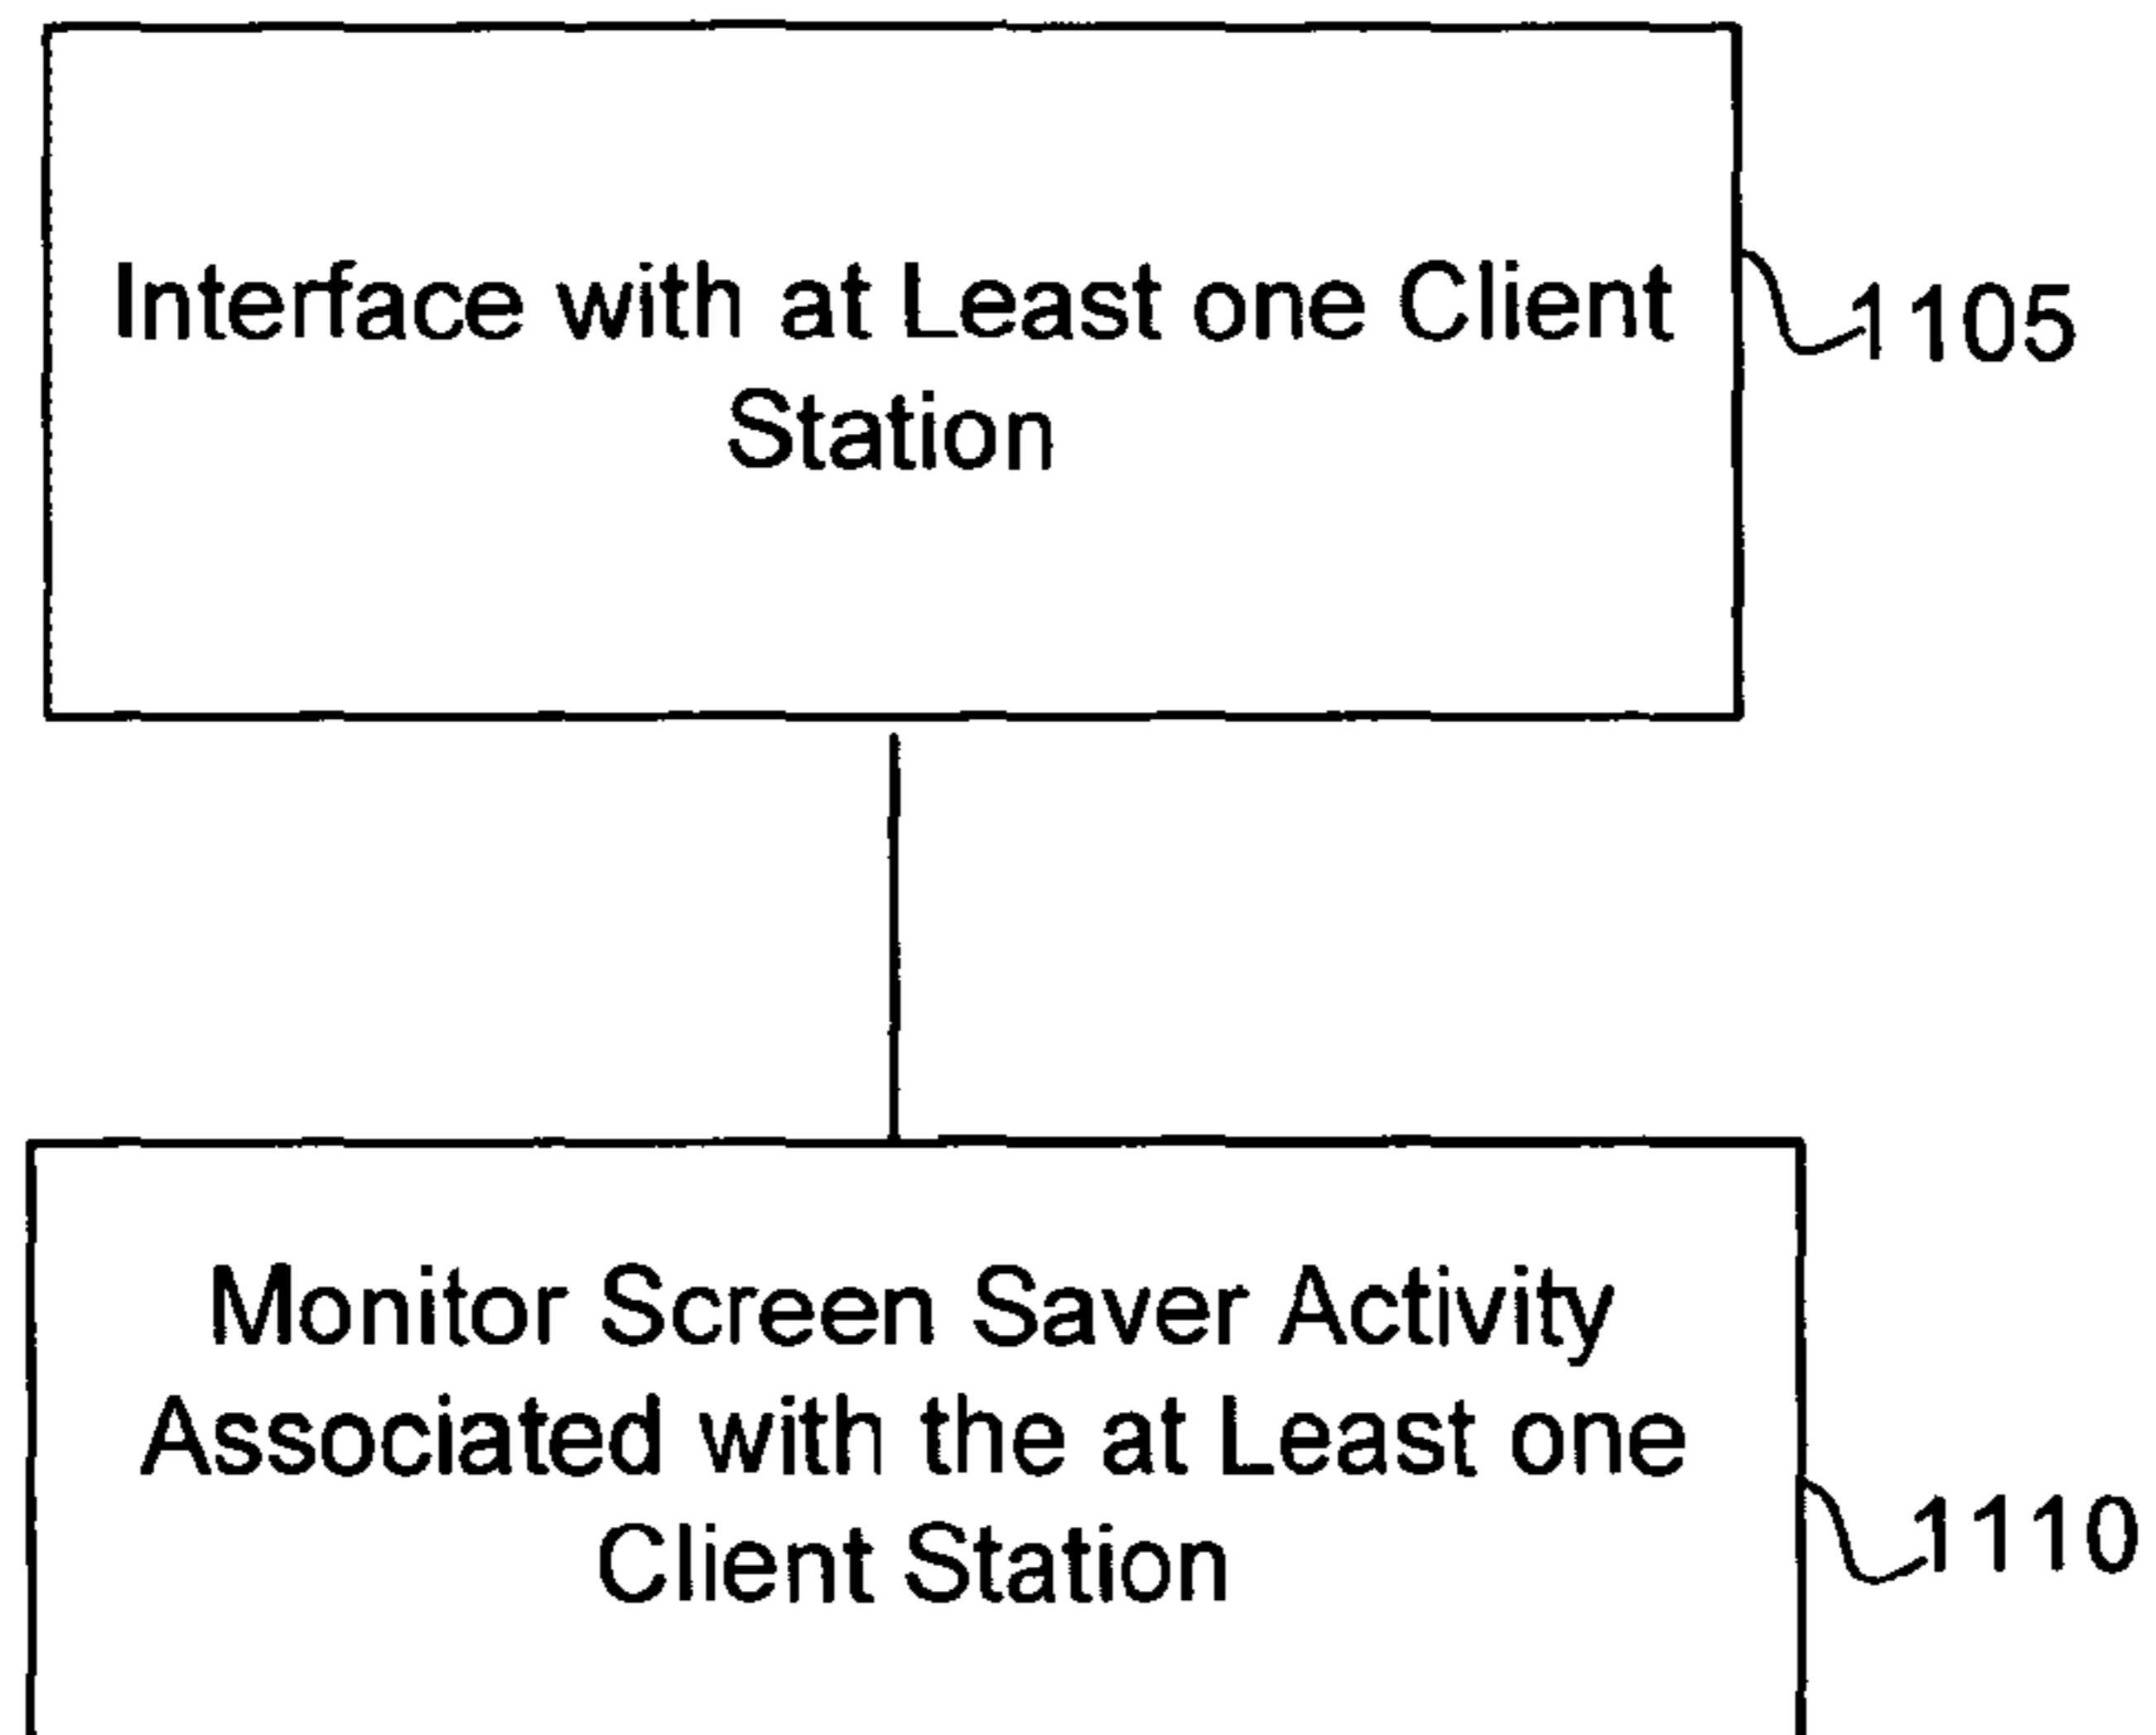 Interface with at Least one Client
Station
1105
Monitor Screen Saver Activity
Associated with the at Least one
Client Station
1110